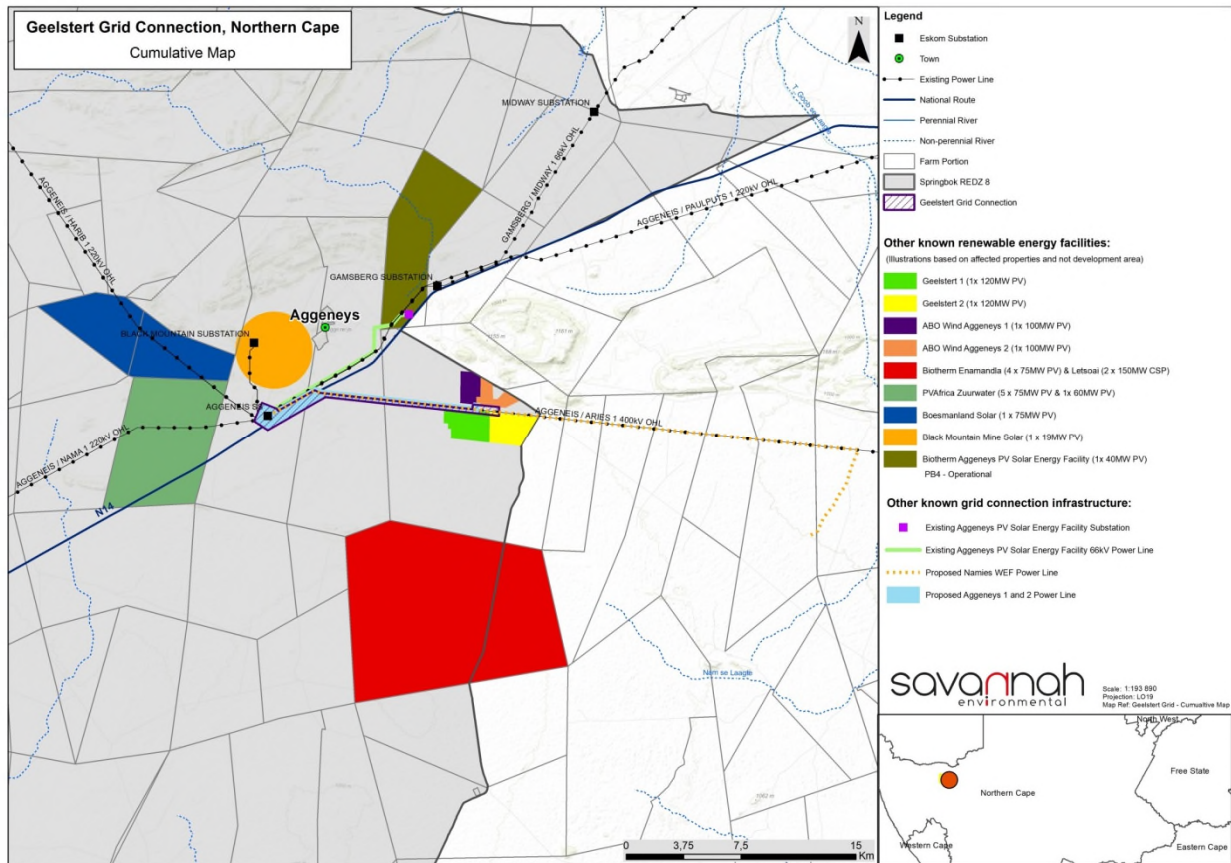 Geelstert Grid Connection, Northern Cape
Cumulative Map
N
MIDWAY SUBSTATION
T' Goob se Laagte
AGGENEIS / HARIB 1 220kV OHL
GAMSBERG / MIDWAY 1 66kV OHL
AGGENEIS / PAULPUTS 1 220kV OHL
GAMSBERG SUBSTATION
Aggeneys
BLACK MOUNTAIN SUBSTATION
AGGENEIS SS
AGGENEIS / ARIES 1 400kV OHL
AGGENEIS / NAMA 1 220kV OHL
N14
Nam se Laagte
0 3,75 7,5 15
Km
Legend
Eskom Substation
Town
Existing Power Line
National Route
Perennial River
Non-perennial River
Farm Portion
Springbok REDZ 8
Geelstert Grid Connection
Other known renewable energy facilities:
(Illustrations based on affected properties and not development area)
Geelstert 1 (1x 120MW PV)
Geelstert 2 (1x 120MW PV)
ABO Wind Aggeneys 1 (1x 100MW PV)
ABO Wind Aggeneys 2 (1x 100MW PV)
Biotherm Enamandla (4 x 75MW PV) & Letsoai (2 x 150MW CSP)
PVAfrica Zuurwater (5 x 75MW PV & 1x 60MW PV)
Boesmanland Solar (1 x 75MW PV)
Black Mountain Mine Solar (1 x 19MW PV)
Biotherm Aggeneys PV Solar Energy Facility (1x 40MW PV)
PB4 - Operational
Other known grid connection infrastructure:
Existing Aggeneys PV Solar Energy Facility Substation
Existing Aggeneys PV Solar Energy Facility 66kV Power Line
Proposed Namies WEF Power Line
Proposed Aggeneys 1 and 2 Power Line
savannah
environmental
Scale: 1:193 890
Projection: LO19
Map Ref: Geelstert Grid - Cumualtive Map
North West
Free State
Northern Cape
Western Cape
Eastern Cape